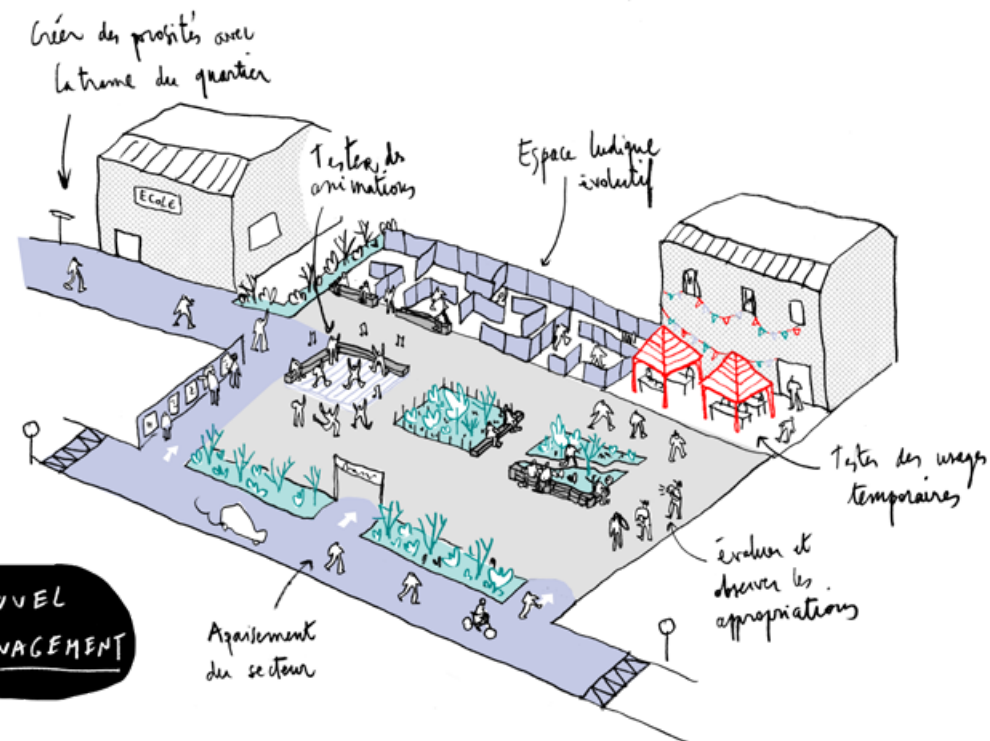 Créer des prosités avec
la trame du quartier
ECOLE
Tester des
animations
Espace ludique
évolutif
Tester des usages
temporaires
évaluer et
observer les
appropriations
Apaisement
du secteur
UVEL
NAGEMENT